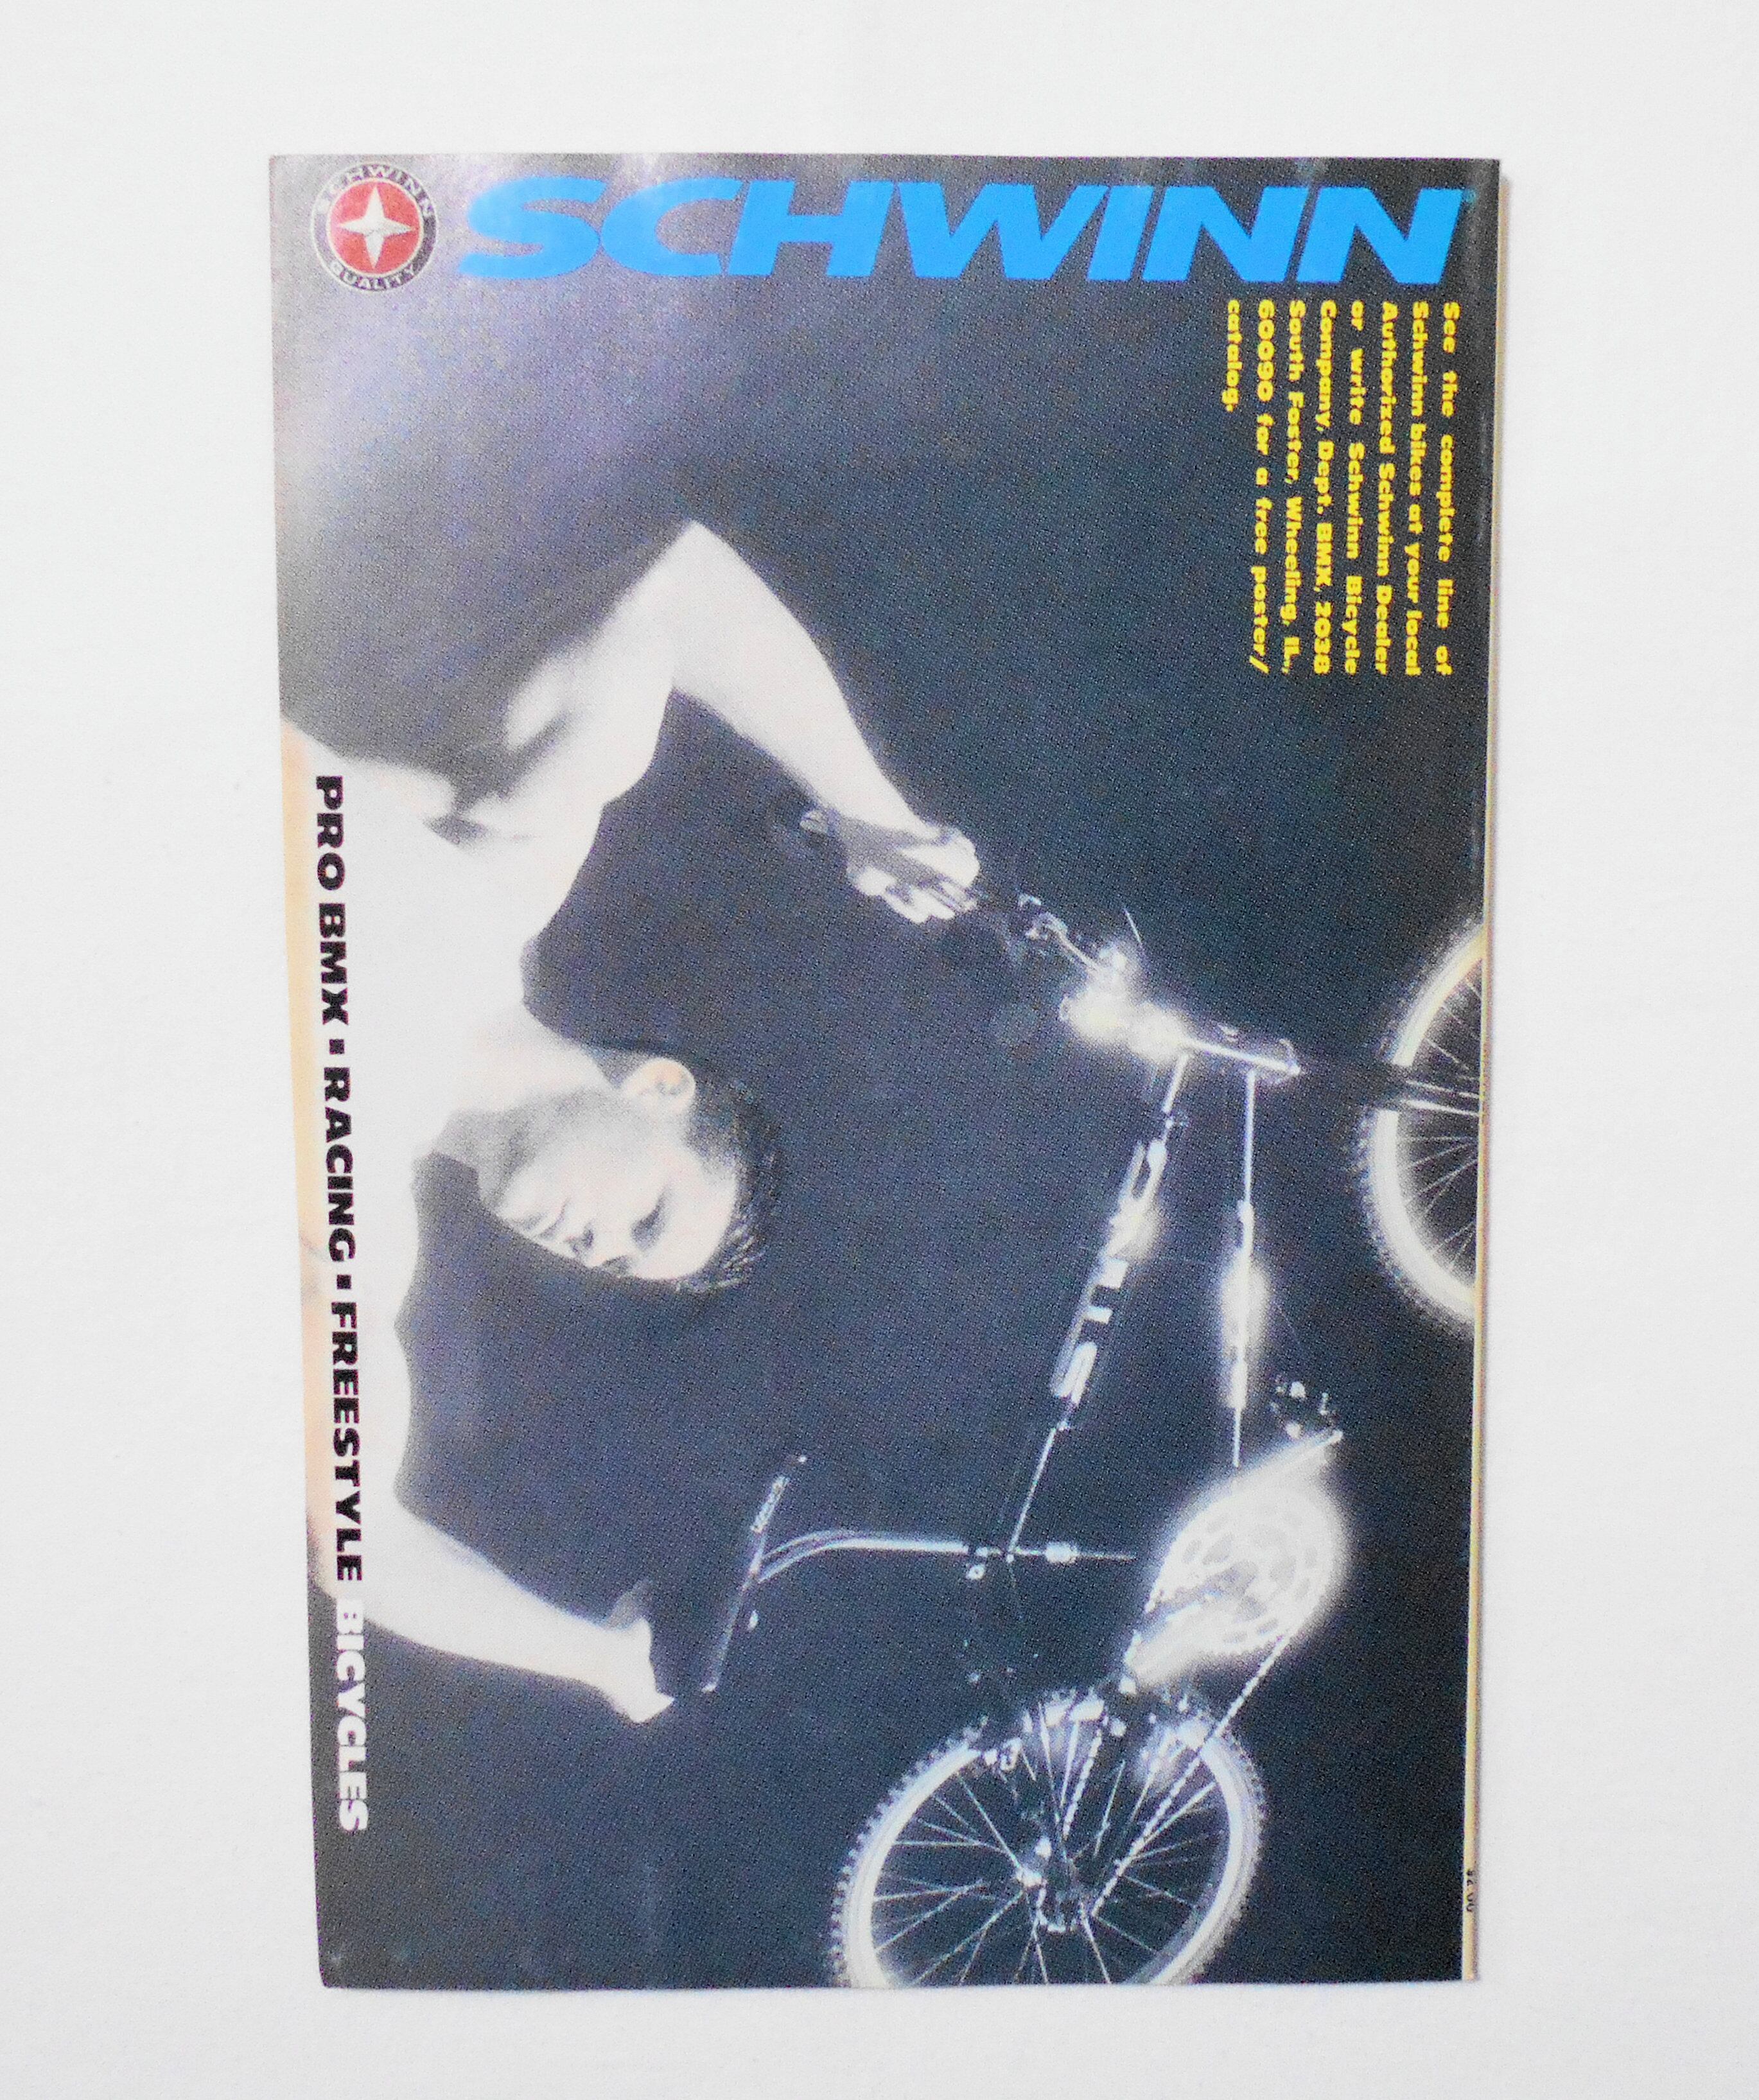 SCHWINN
QUALITY
SCHWINN
See the complete line of
Schwinn bikes at your local
Authorized Schwinn Dealer
or write Schwinn Bicycle
Company, Dept. BMX 2038
South Foster, Wheeling, IL,
60090 for a free poster/
catalog.
PRO BMX ▪ RACING ▪ FREESTYLE BICYCLES